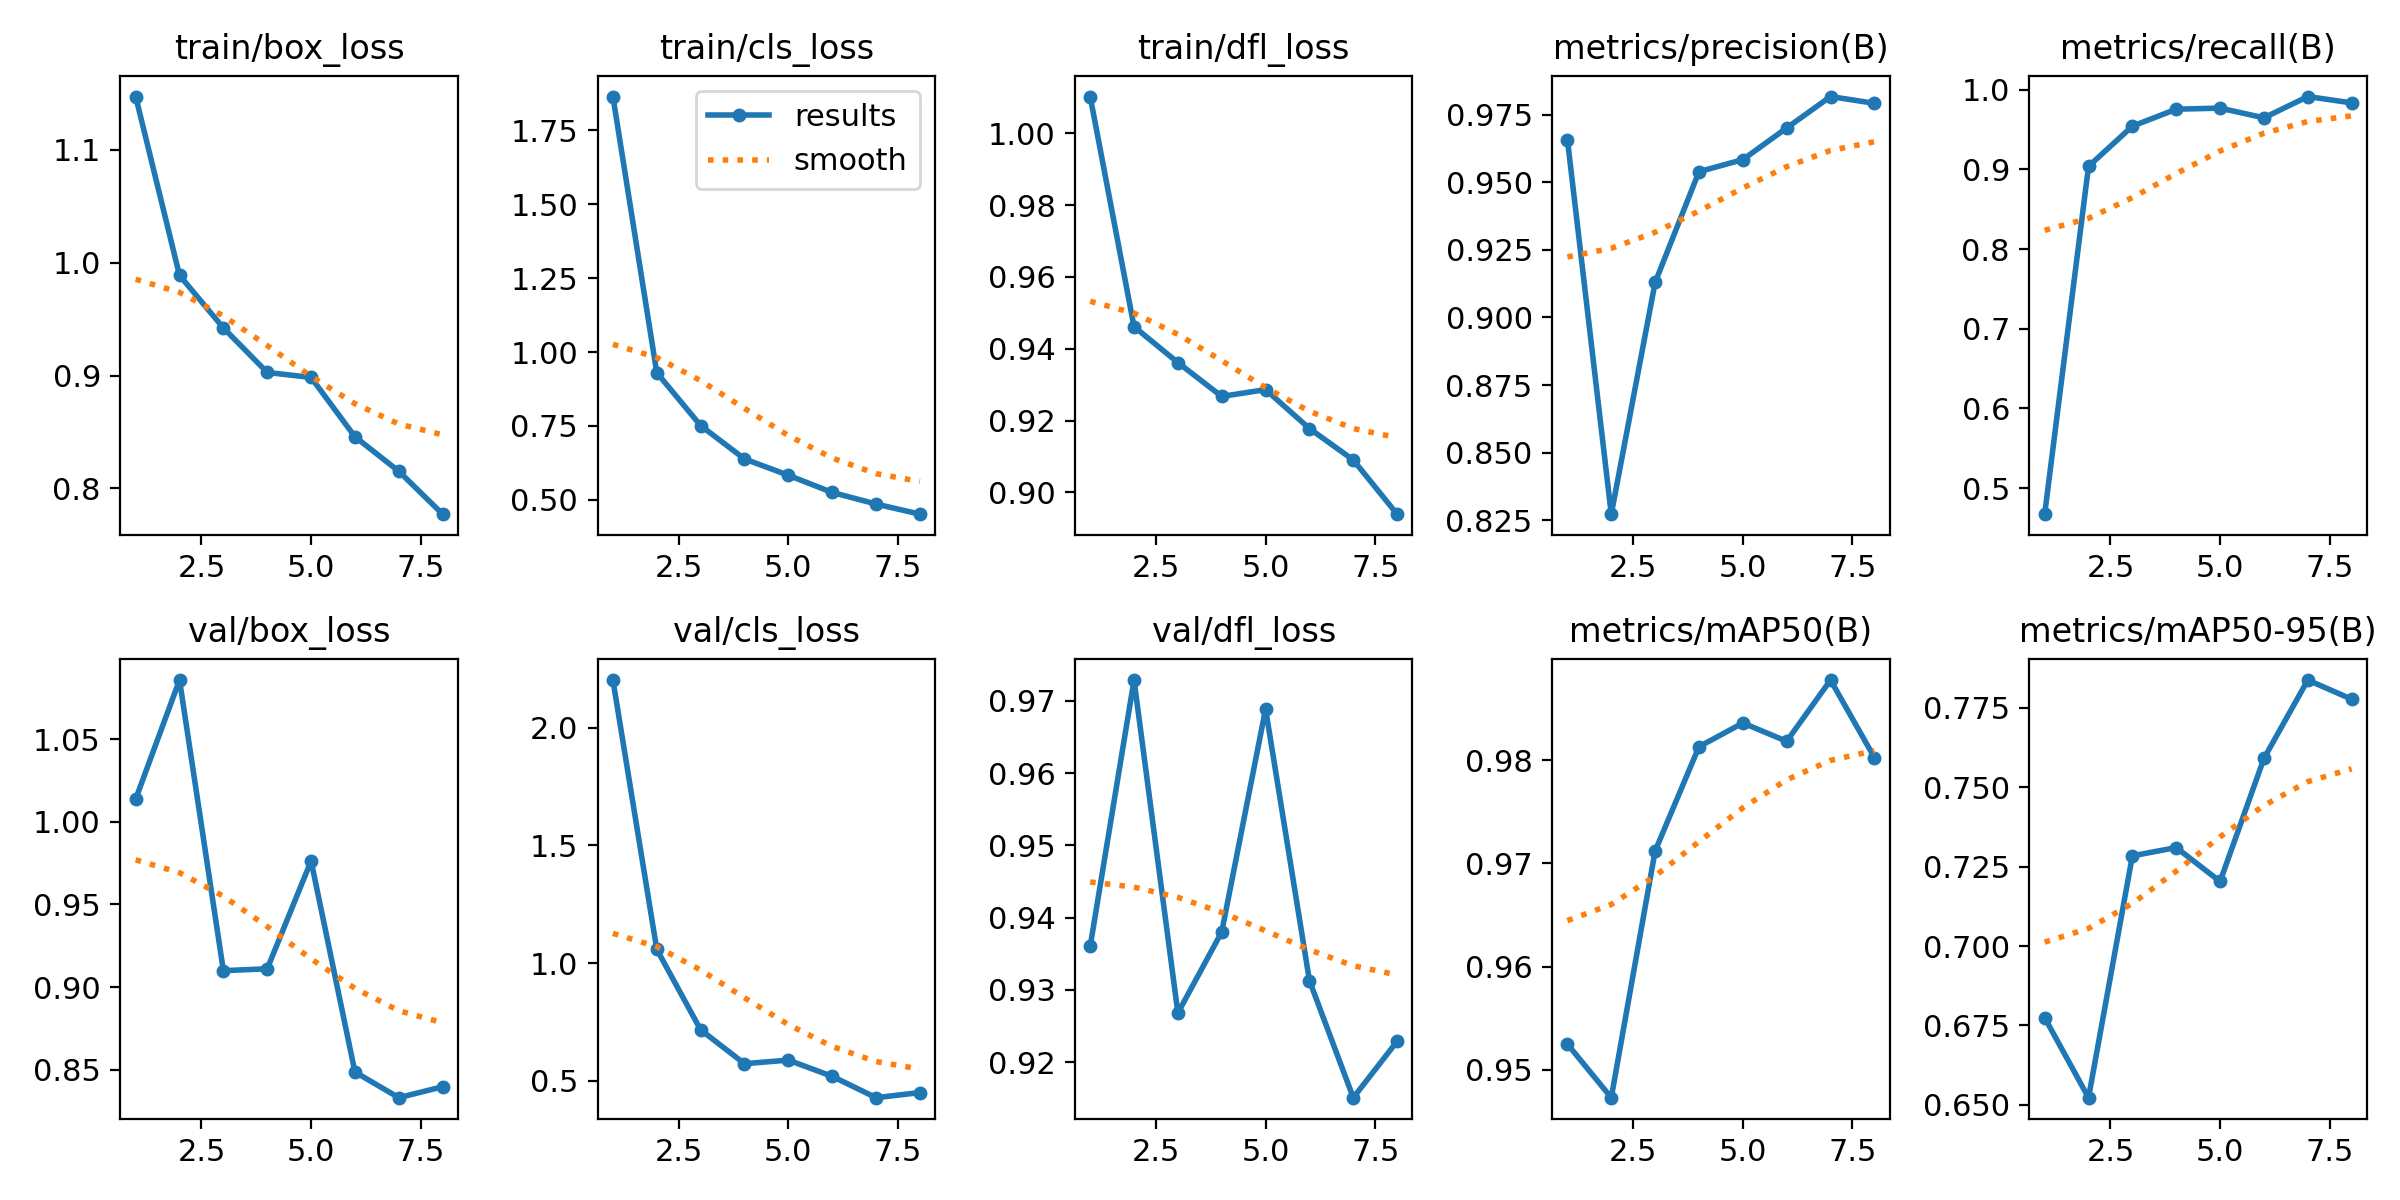 train/box_loss
1.1
1.0
0.9
0.8
2.5 5.0 7.5
train/cls_loss
results
smooth
1.75
1.50
1.25
1.00
0.75
0.50
2.5 5.0 7.5
train/dfl_loss
1.00
0.98
0.96
0.94
0.92
0.90
2.5 5.0 7.5
metrics/precision(B)
0.975
0.950
0.925
0.900
0.875
0.850
0.825
2.5 5.0 7.5
metrics/recall(B)
1.0
0.9
0.8
0.7
0.6
0.5
2.5 5.0 7.5
val/box_loss
1.05
1.00
0.95
0.90
0.85
2.5 5.0 7.5
val/cls_loss
2.0
1.5
1.0
0.5
2.5 5.0 7.5
val/dfl_loss
0.97
0.96
0.95
0.94
0.93
0.92
2.5 5.0 7.5
metrics/mAP50(B)
0.98
0.97
0.96
0.95
2.5 5.0 7.5
metrics/mAP50-95(B)
0.775
0.750
0.725
0.700
0.675
0.650
2.5 5.0 7.5